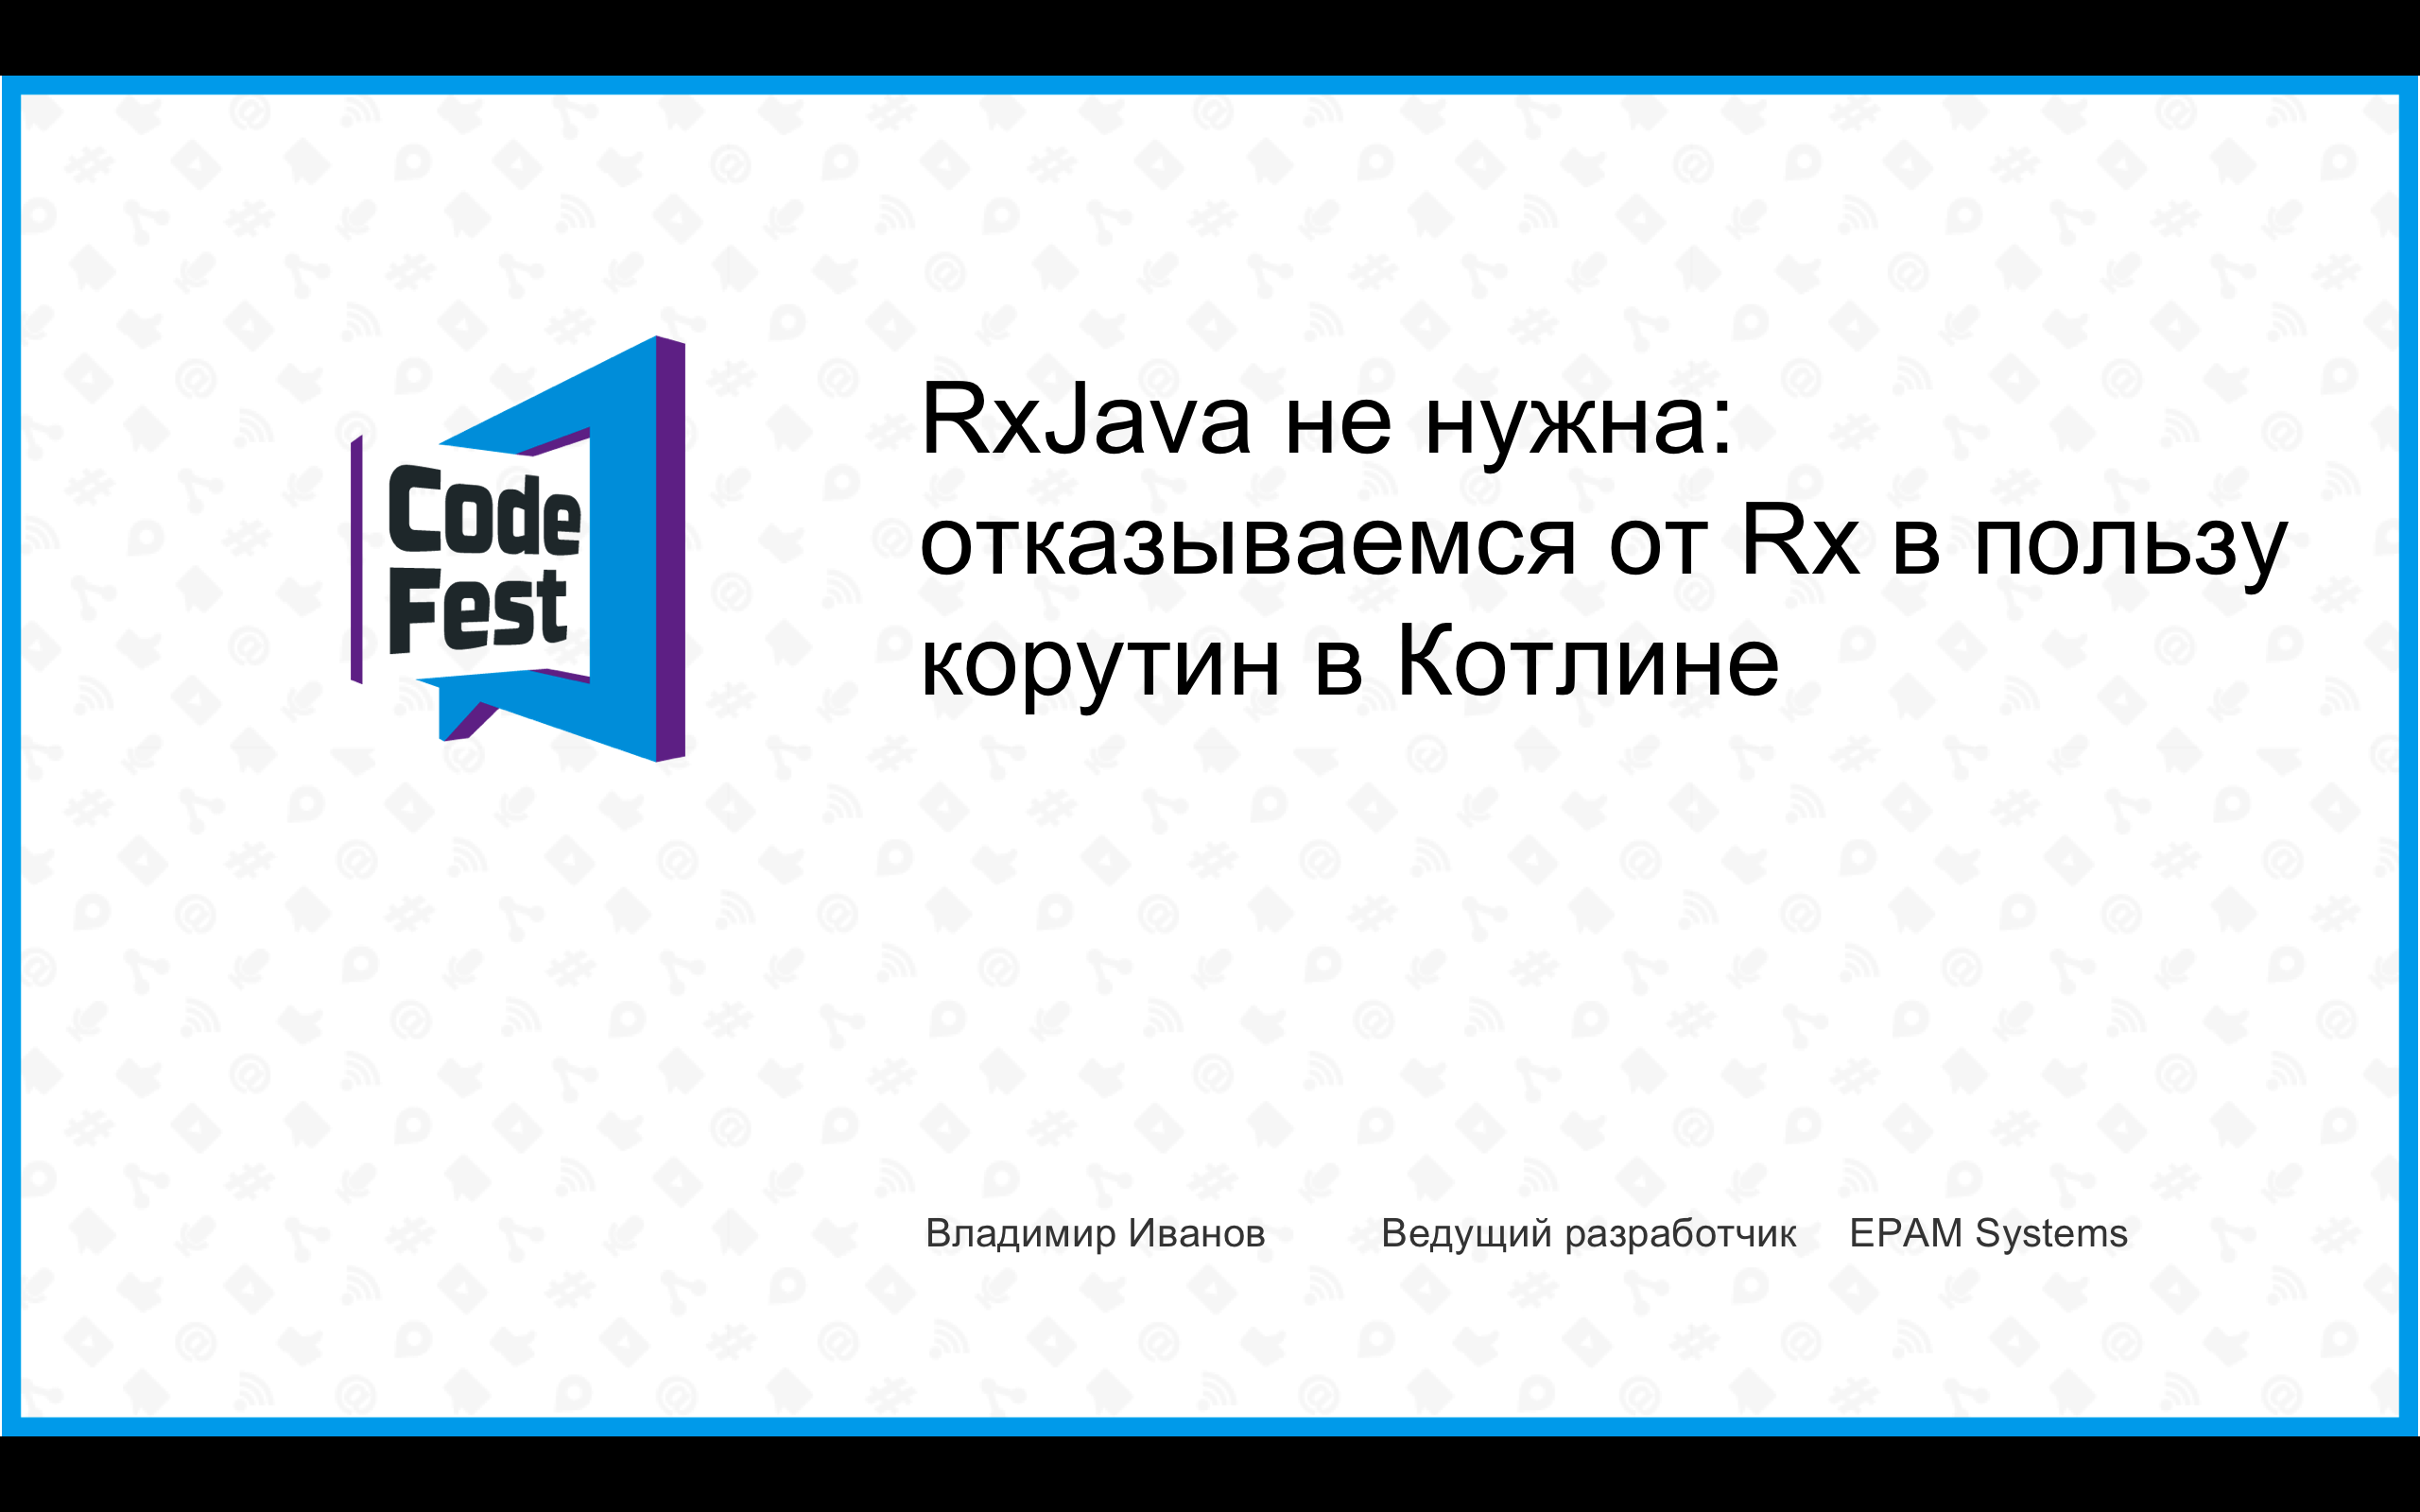 Code
Fest
RxJava не нужна:
отказываемся от Rx в пользу
корутин в Котлине
Владимир Иванов Ведущий разработчик EPAM Systems